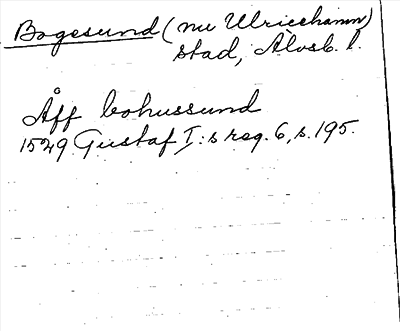 Bogesund (nu Ulricehamn)
stad, Älvsb. l.
Åff bohussund
1529 Gustaf I:s reg. 6, s. 195.